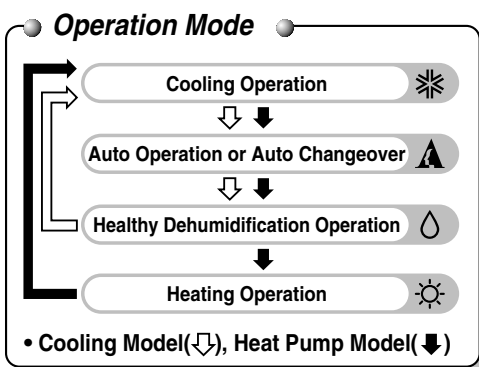 Operation Mode
Cooling Operation
Auto Operation or Auto Changeover
Healthy Dehumidification Operation
Heating Operation
• Cooling Model(⇩), Heat Pump Model(⬇)